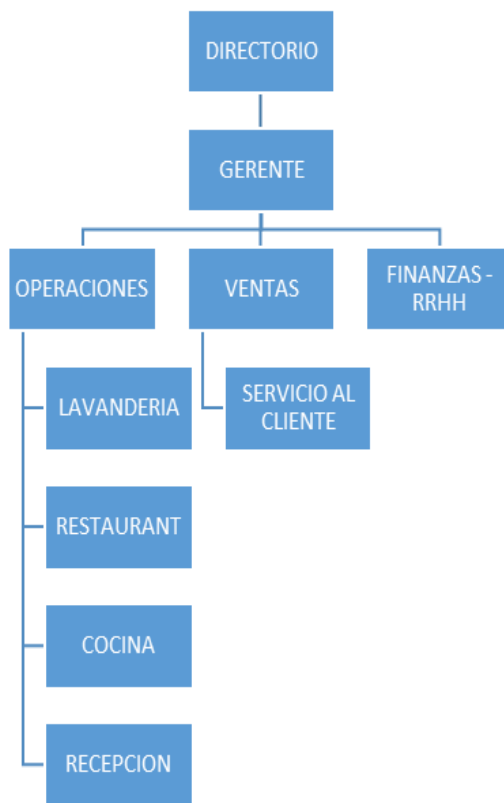 DIRECTORIO
GERENTE
OPERACIONES
VENTAS
FINANZAS -
RRHH
LAVANDERIA
SERVICIO AL
CLIENTE
RESTAURANT
COCINA
RECEPCION